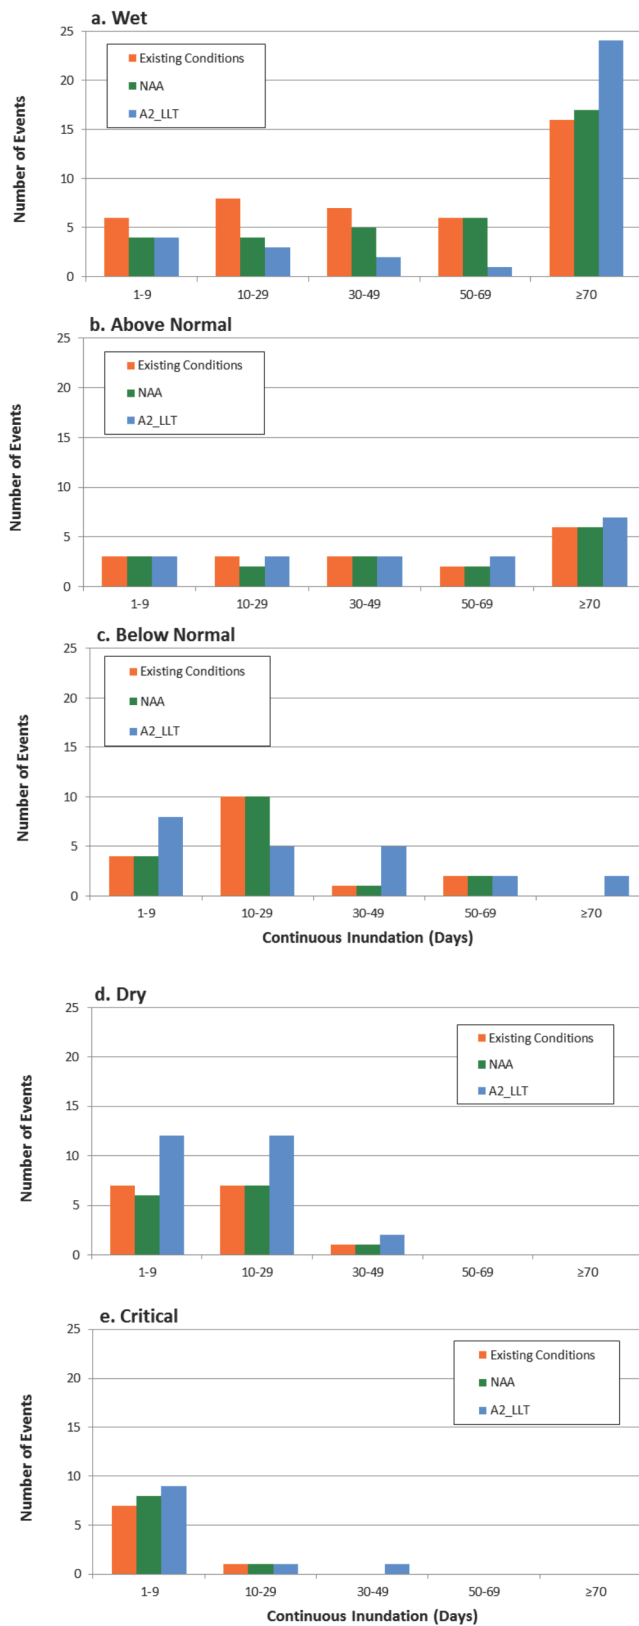 a. Wet
25
20
15
10
5
0
Number of Events
Existing Conditions
NAA
A2_LLT
1-9 10-29 30-49 50-69 ≥70
b. Above Normal
25
20
15
10
5
0
Number of Events
Existing Conditions
NAA
A2_LLT
1-9 10-29 30-49 50-69 ≥70
c. Below Normal
25
20
15
10
5
0
Number of Events
Existing Conditions
NAA
A2_LLT
1-9 10-29 30-49 50-69 ≥70
Continuous Inundation (Days)
d. Dry
25
20
15
10
5
0
Number of Events
Existing Conditions
NAA
A2_LLT
1-9 10-29 30-49 50-69 ≥70
e. Critical
25
20
15
10
5
0
Number of Events
Existing Conditions
NAA
A2_LLT
1-9 10-29 30-49 50-69 ≥70
Continuous Inundation (Days)